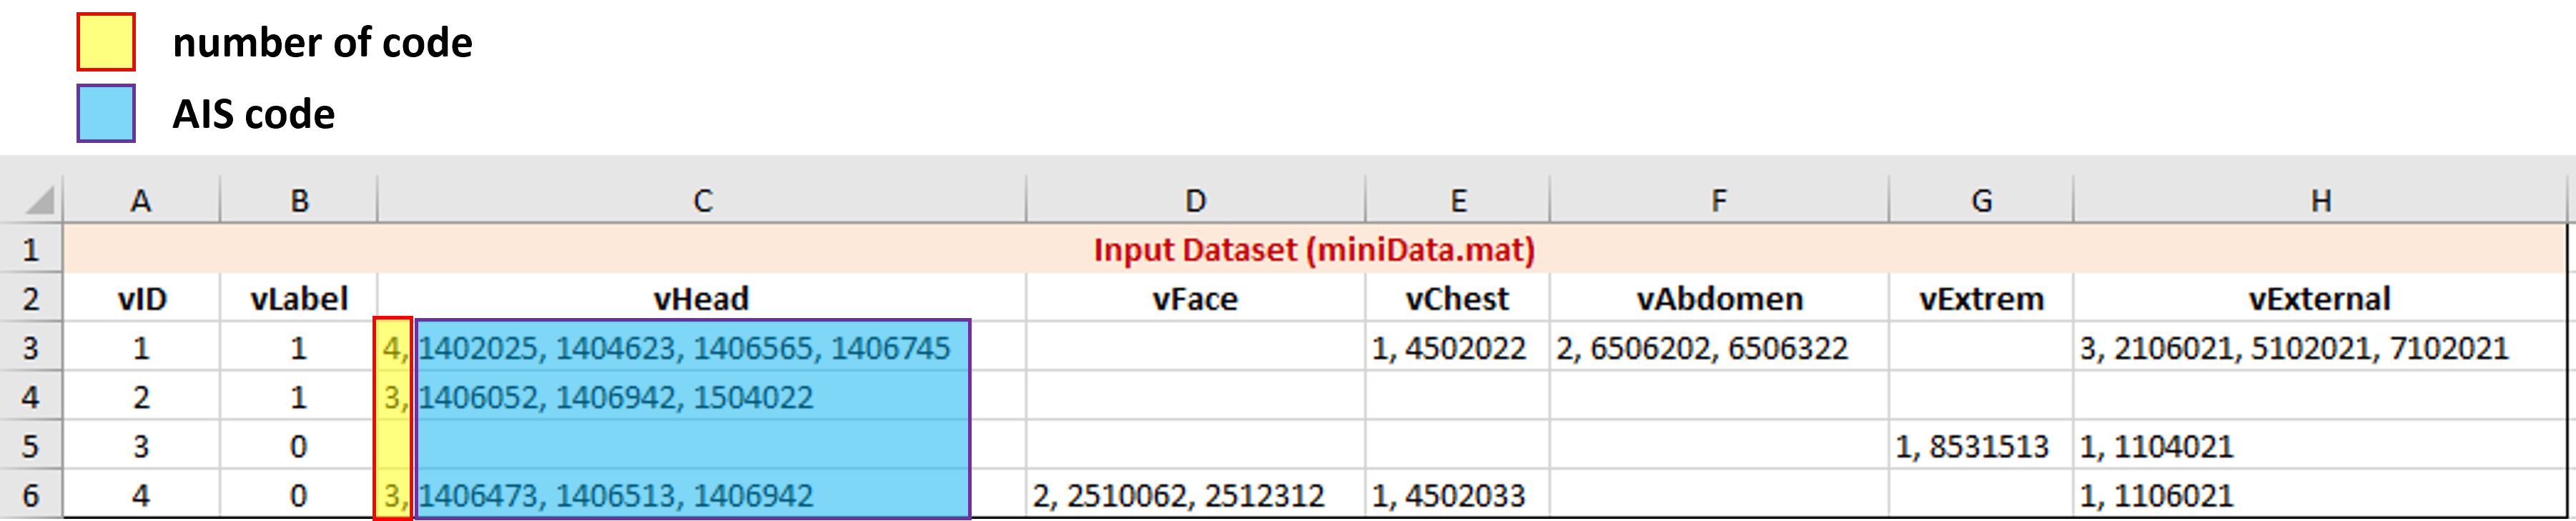 number of code
AIS code
A B C D E F G H
1 Input Dataset (miniData.mat)
2 vID vLabel vHead vFace vChest vAbdomen vExtrem vExternal
3 1 1 4, 1402025, 1404623, 1406565, 1406745 1, 4502022 2, 6506202, 6506322 3, 2106021, 5102021, 7102021
4 2 1 3, 1406052, 1406942, 1504022
5 3 0 1, 8531513 1, 1104021
6 4 0 3, 1406473, 1406513, 1406942 2, 2510062, 2512312 1, 4502033 1, 1106021